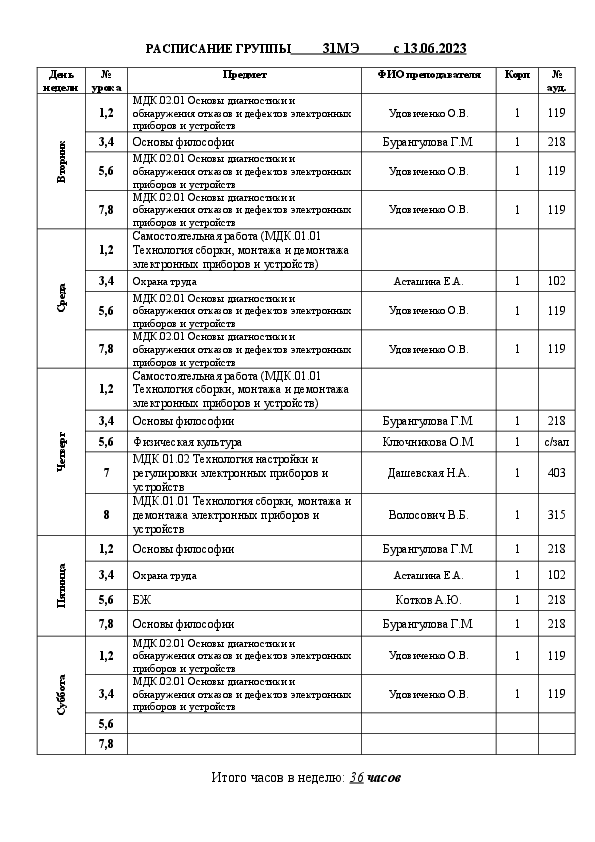 РАСПИСАНИЕ ГРУППЫ 31МЭ с 13.06.2023
День недели № урока Предмет ФИО преподавателя Корп № ауд.
Вторник
1,2 МДК.02.01 Основы диагностики и
обнаружения отказов и дефектов электронных
приборов и устройств Удовиченко О.В. 1 119
3,4 Основы философии Бурангулова Г.М. 1 218
5,6 МДК.02.01 Основы диагностики и
обнаружения отказов и дефектов электронных
приборов и устройств Удовиченко О.В. 1 119
7,8 МДК.02.01 Основы диагностики и
обнаружения отказов и дефектов электронных
приборов и устройств Удовиченко О.В. 1 119
Среда
1,2 Самостоятельная работа (МДК.01.01
Технология сборки, монтажа и демонтажа
электронных приборов и устройств)
3,4 Охрана труда Асташина Е.А. 1 102
5,6 МДК.02.01 Основы диагностики и
обнаружения отказов и дефектов электронных
приборов и устройств Удовиченко О.В. 1 119
7,8 МДК.02.01 Основы диагностики и
обнаружения отказов и дефектов электронных
приборов и устройств Удовиченко О.В. 1 119
Четверг
1,2 Самостоятельная работа (МДК.01.01
Технология сборки, монтажа и демонтажа
электронных приборов и устройств)
3,4 Основы философии Бурангулова Г.М. 1 218
5,6 Физическая культура Ключникова О.М. 1 с/зал
7 МДК 01.02 Технология настройки и
регулировки электронных приборов и
устройств Дашевская Н.А. 1 403
8 МДК.01.01 Технология сборки, монтажа и
демонтажа электронных приборов и
устройств Волосович В.Б. 1 315
Пятница
1,2 Основы философии Бурангулова Г.М. 1 218
3,4 Охрана труда Асташина Е.А. 1 102
5,6 БЖ Котков А.Ю. 1 218
7,8 Основы философии Бурангулова Г.М. 1 218
Суббота
1,2 МДК.02.01 Основы диагностики и
обнаружения отказов и дефектов электронных
приборов и устройств Удовиченко О.В. 1 119
3,4 МДК.02.01 Основы диагностики и
обнаружения отказов и дефектов электронных
приборов и устройств Удовиченко О.В. 1 119
5,6
7,8
Итого часов в неделю: 36 часов